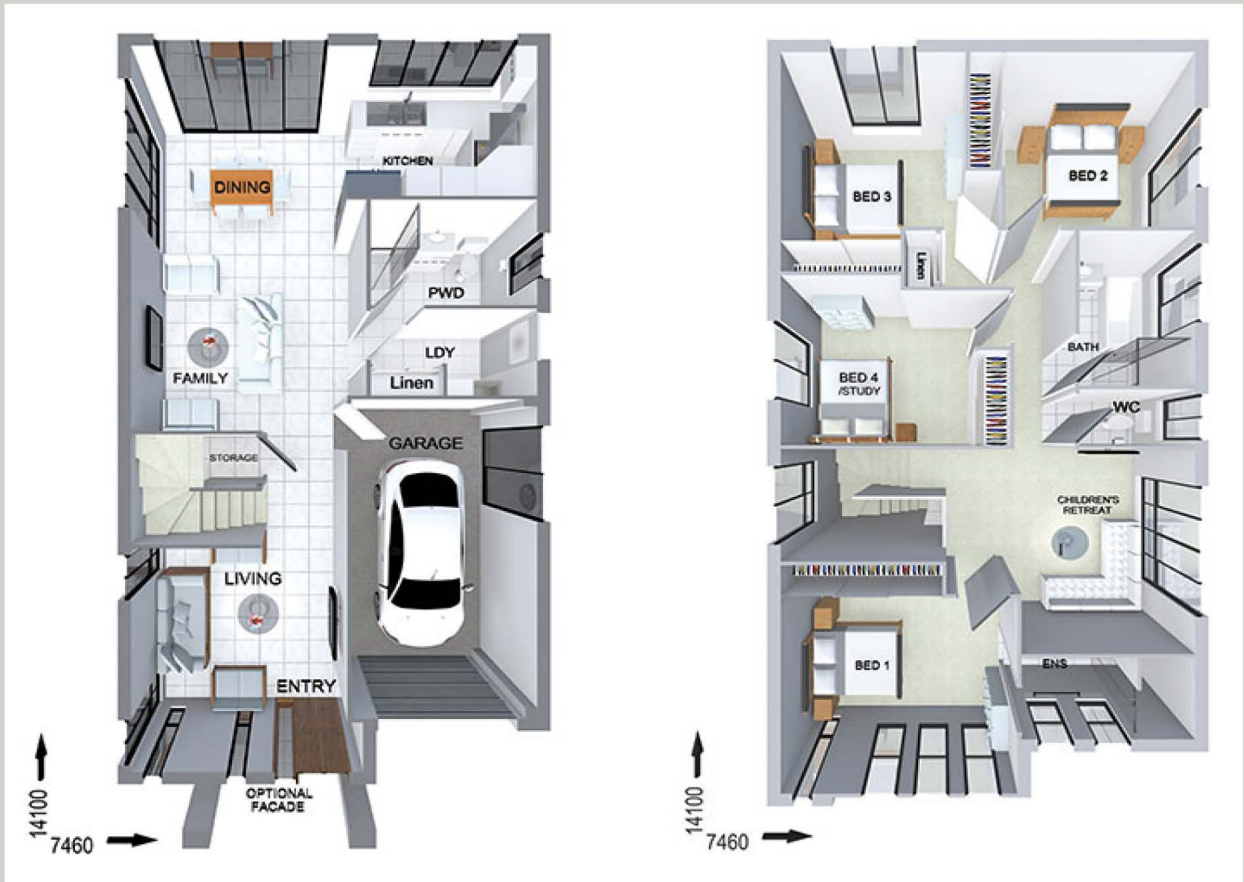 KITCHEN
DINING
PWD
LDY
Linen
FAMILY
GARAGE
STORAGE
LIVING
ENTRY
OPTIONAL
FACADE
14100
7460
BED 2
BED 3
Linen
BATH
BED 4
/STUDY
WC
CHILDREN'S
RETREAT
BED 1
ENS
14100
7460